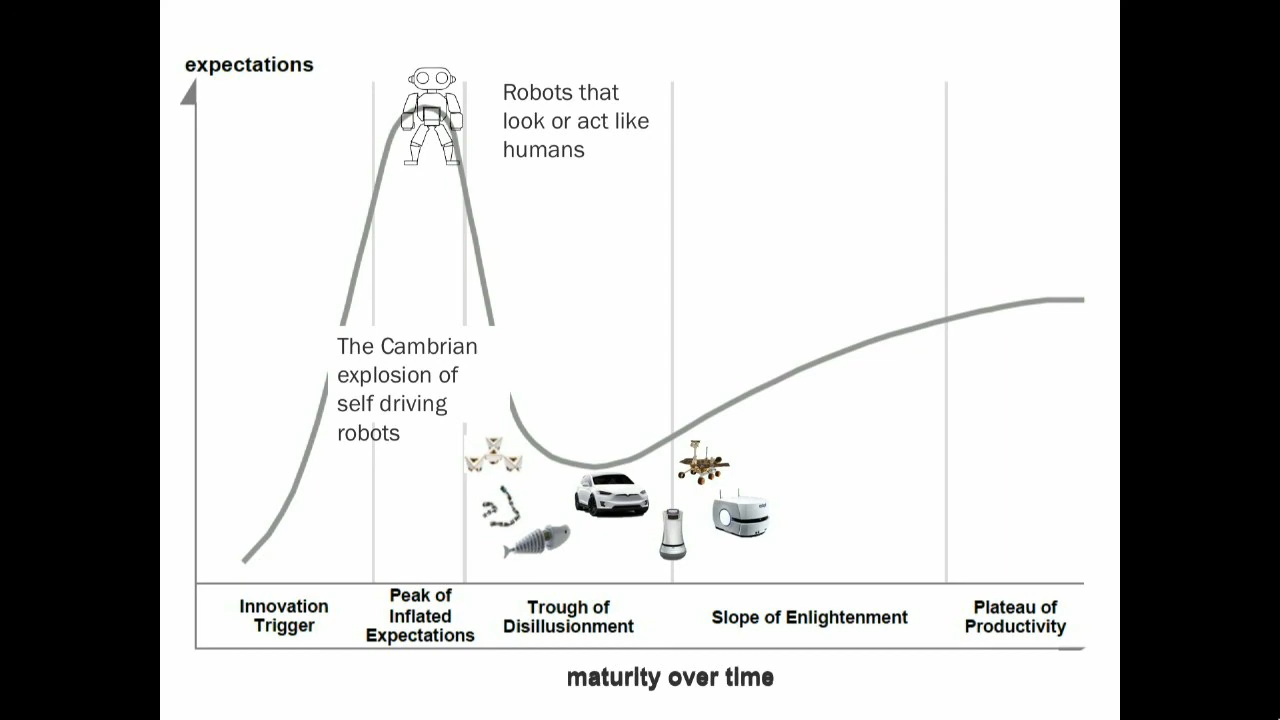 expectations
Robots that
look or act like
humans
The Cambrian
explosion of
self driving
robots
Innovation
Trigger
Peak of
Inflated
Expectations
Trough of
Disillusionment
Slope of Enlightenment
Plateau of
Productivity
maturity over time